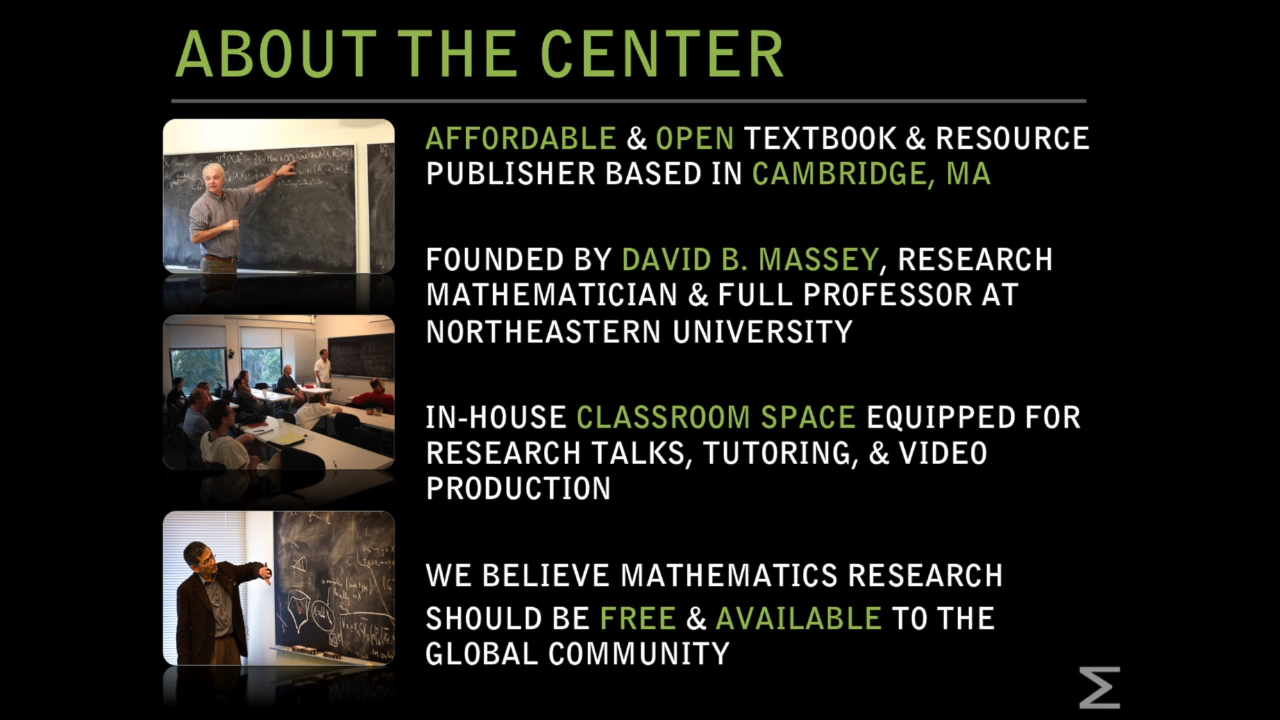 ABOUT THE CENTER
AFFORDABLE & OPEN TEXTBOOK & RESOURCE
PUBLISHER BASED IN CAMBRIDGE, MA
FOUNDED BY DAVID B. MASSEY, RESEARCH
MATHEMATICIAN & FULL PROFESSOR AT
NORTHEASTERN UNIVERSITY
IN-HOUSE CLASSROOM SPACE EQUIPPED FOR
RESEARCH TALKS, TUTORING, & VIDEO
PRODUCTION
WE BELIEVE MATHEMATICS RESEARCH
SHOULD BE FREE & AVAILABLE TO THE
GLOBAL COMMUNITY
Σ